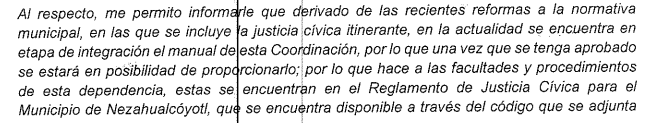 Al respecto, me permito informarle que derivado de las recientes reformas a la normativa
municipal, en las que se incluye la justicia cívica itinerante, en la actualidad se encuentra en
etapa de integración el manual de esta Coordinación, por lo que una vez que se tenga aprobado
se estará en posibilidad de proporcionarlo; por lo que hace a las facultades y procedimientos
de esta dependencia, estas se encuentran en el Reglamento de Justicia Cívica para el
Municipio de Nezahualcóyotl, que se encuentra disponible a través del código que se adjunta